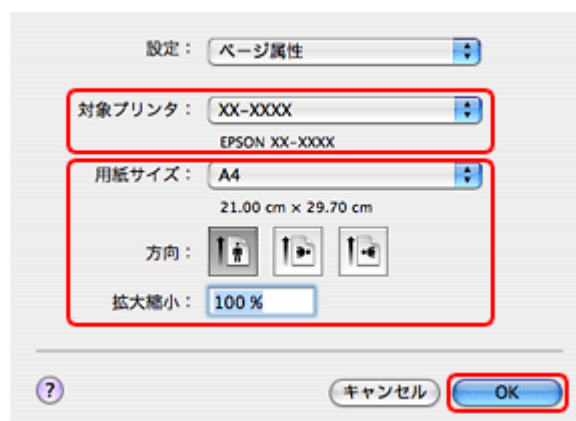 設定： ページ属性
対象プリンタ： XX-XXXX
EPSON XX-XXXX
用紙サイズ： A4
21.00 cm × 29.70 cm
方向：
拡大縮小： 100 %
? キャンセル OK